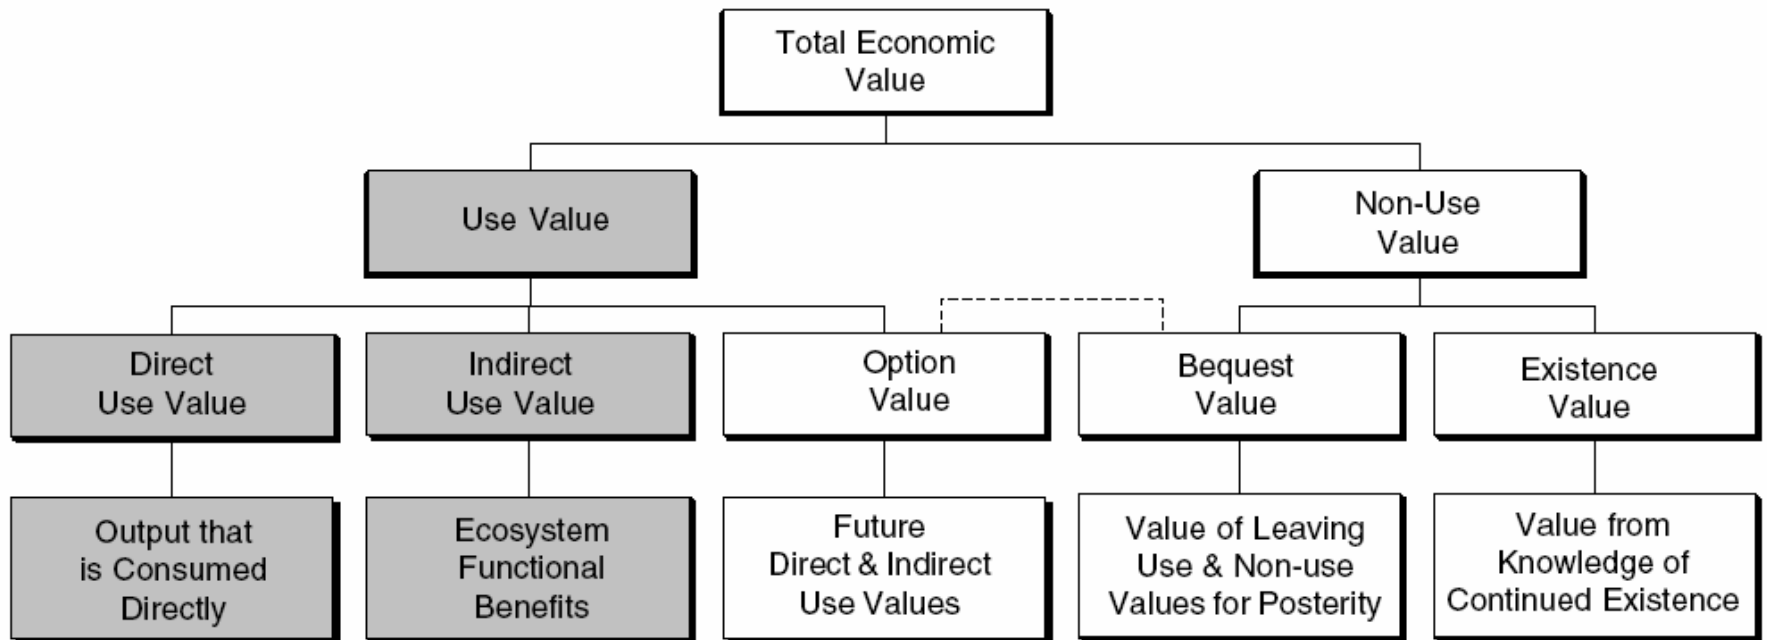 Total Economic
Value
Use Value
Non-Use
Value
Direct
Use Value
Indirect
Use Value
Option
Value
Bequest
Value
Existence
Value
Output that
is Consumed
Directly
Ecosystem
Functional
Benefits
Future
Direct & Indirect
Use Values
Value of Leaving
Use & Non-use
Values for Posterity
Value from
Knowledge of
Continued Existence